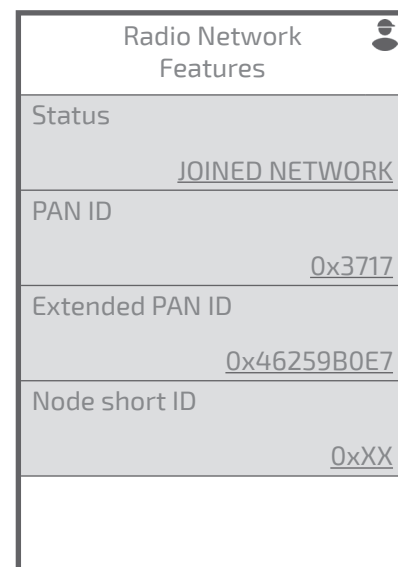 Radio Network
Features
Status
JOINED NETWORK
PAN ID
0x3717
Extended PAN ID
0x46259B0E7
Node short ID
0xXX